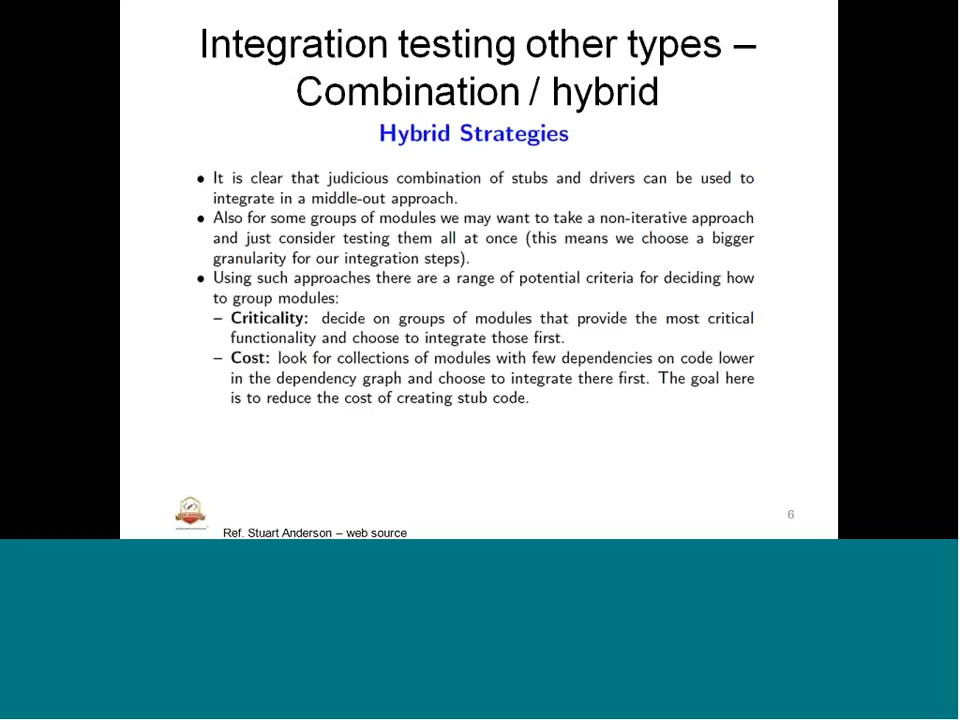 Integration testing other types –
Combination / hybrid
Hybrid Strategies
• It is clear that judicious combination of stubs and drivers can be used to
integrate in a middle-out approach.
• Also for some groups of modules we may want to take a non-iterative approach
and just consider testing them all at once (this means we choose a bigger
granularity for our integration steps).
• Using such approaches there are a range of potential criteria for deciding how
to group modules:
– Criticality: decide on groups of modules that provide the most critical
functionality and choose to integrate those first.
– Cost: look for collections of modules with few dependencies on code lower
in the dependency graph and choose to integrate there first. The goal here
is to reduce the cost of creating stub code.
6
Ref. Stuart Anderson – web source